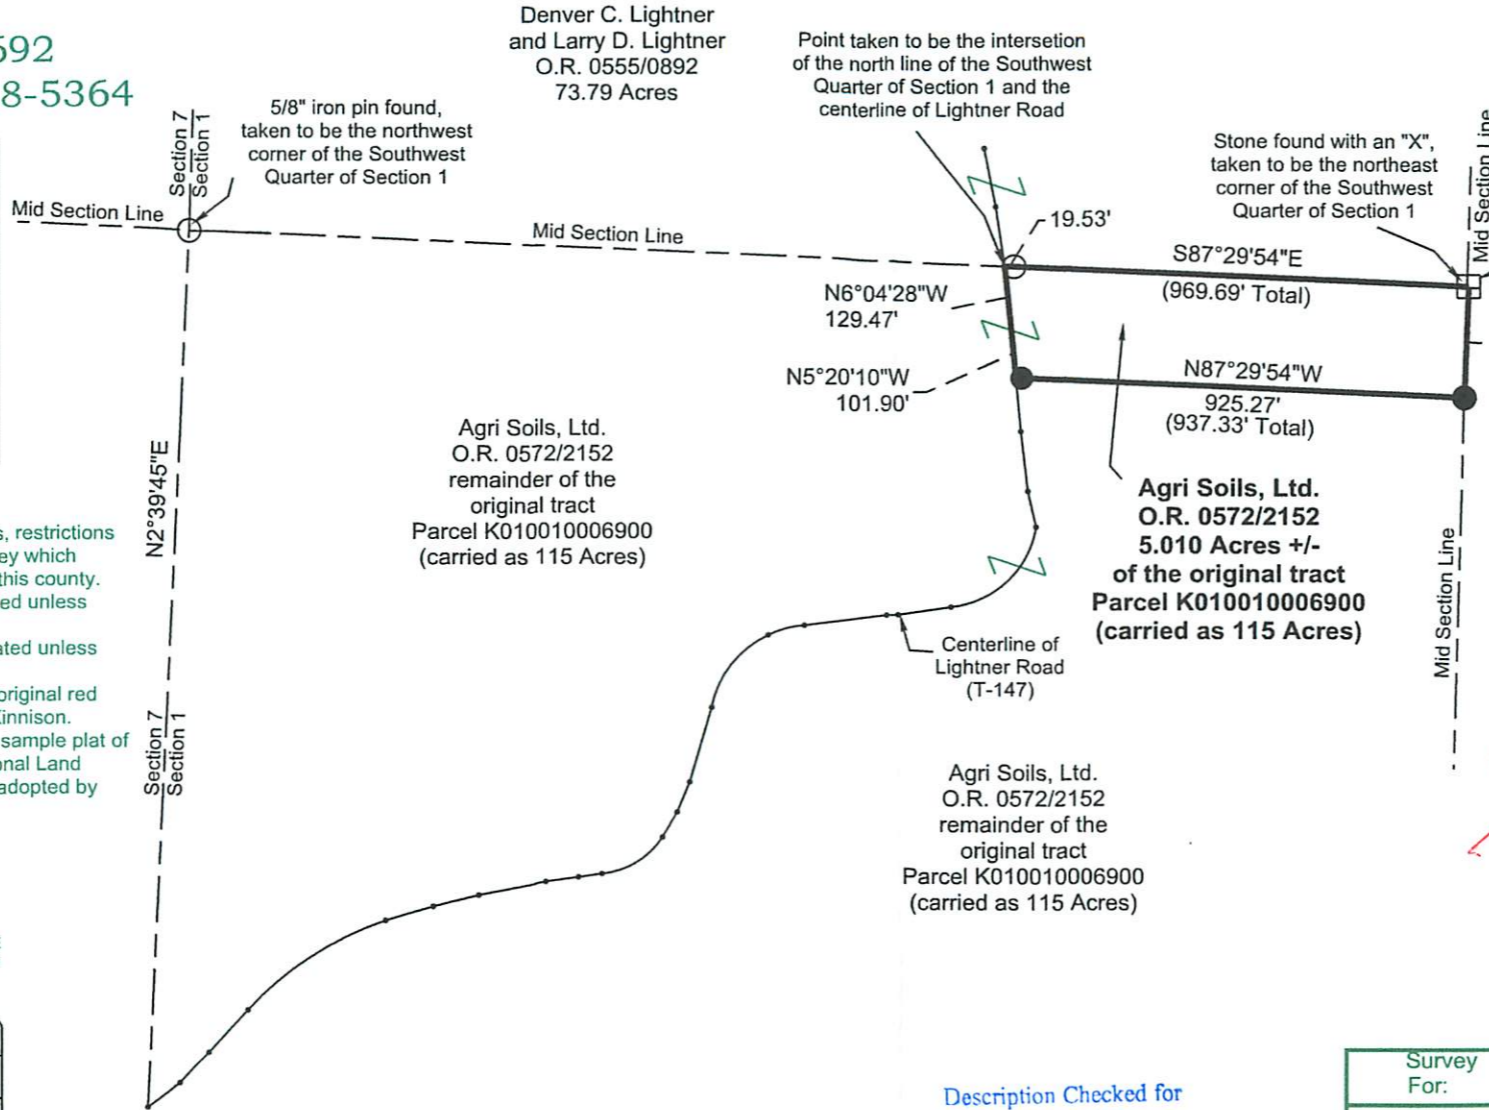 592
8-5364
Denver C. Lightner
and Larry D. Lightner
O.R. 0555/0892
73.79 Acres
Point taken to be the intersetion
of the north line of the Southwest
Quarter of Section 1 and the
centerline of Lightner Road
5/8" iron pin found,
taken to be the northwest
corner of the Southwest
Quarter of Section 1
Section 7
Section 1
Stone found with an "X",
taken to be the northeast
corner of the Southwest
Quarter of Section 1
Mid Section Line
Mid Section Line
Mid Section Line
19.53'
S87°29'54"E
(969.69' Total)
N6°04'28"W
129.47'
N5°20'10"W
101.90'
N87°29'54"W
925.27'
(937.33' Total)
N2°39'45"E
Agri Soils, Ltd.
O.R. 0572/2152
remainder of the
original tract
Parcel K010010006900
(carried as 115 Acres)
Agri Soils, Ltd.
O.R. 0572/2152
5.010 Acres +/-
of the original tract
Parcel K010010006900
(carried as 115 Acres)
Mid Section Line
s, restrictions
ey which
this county.
ed unless
ated unless
original red
Kinnison.
sample plat of
onal Land
adopted by
Section 7
Section 1
Centerline of
Lightner Road
(T-147)
Agri Soils, Ltd.
O.R. 0572/2152
remainder of the
original tract
Parcel K010010006900
(carried as 115 Acres)
Description Checked for
Survey
For: